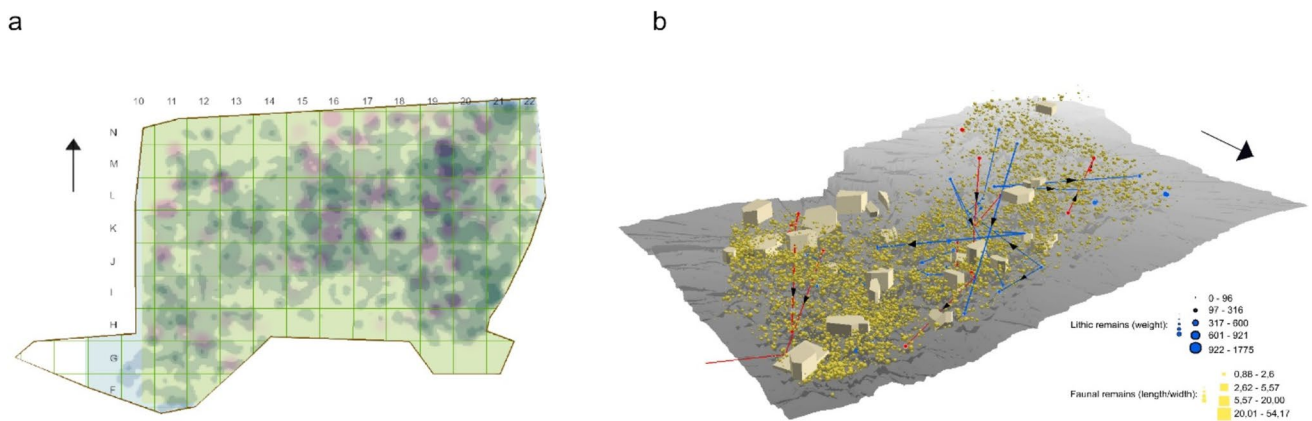 a
b
10 11 12 13 14 15 16 17 18 19 20 21 22
N
M
L
K
J
I
H
G
F
Lithic remains (weight):
0 - 96
97 - 316
317 - 600
601 - 921
922 - 1775
Faunal remains (length/width):
0,88 - 2,6
2,62 - 5,57
5,57 - 20,00
20,01 - 54,17